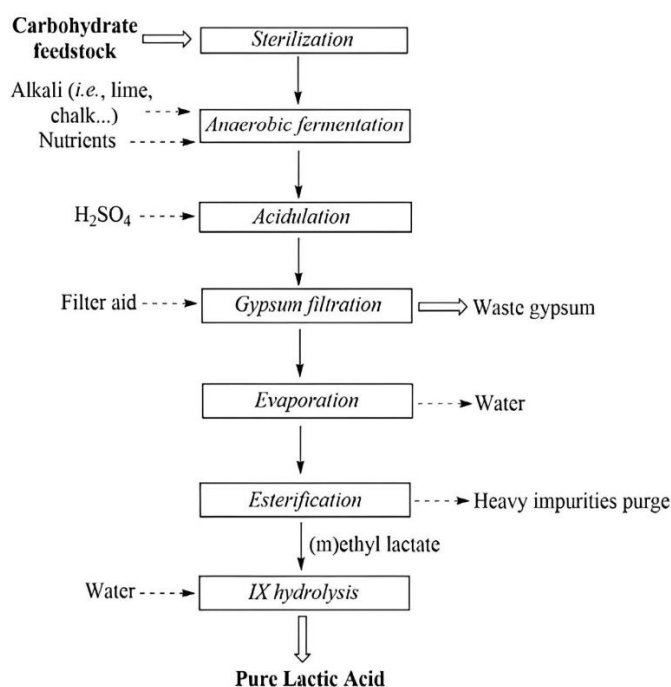 Carbohydrate
feedstock
Sterilization
Alkali (i.e., lime,
chalk...)
Nutrients
Anaerobic fermentation
H₂SO₄
Acidulation
Filter aid
Gypsum filtration
Waste gypsum
Evaporation
Water
Esterification
Heavy impurities purge
(m)ethyl lactate
Water
IX hydrolysis
Pure Lactic Acid